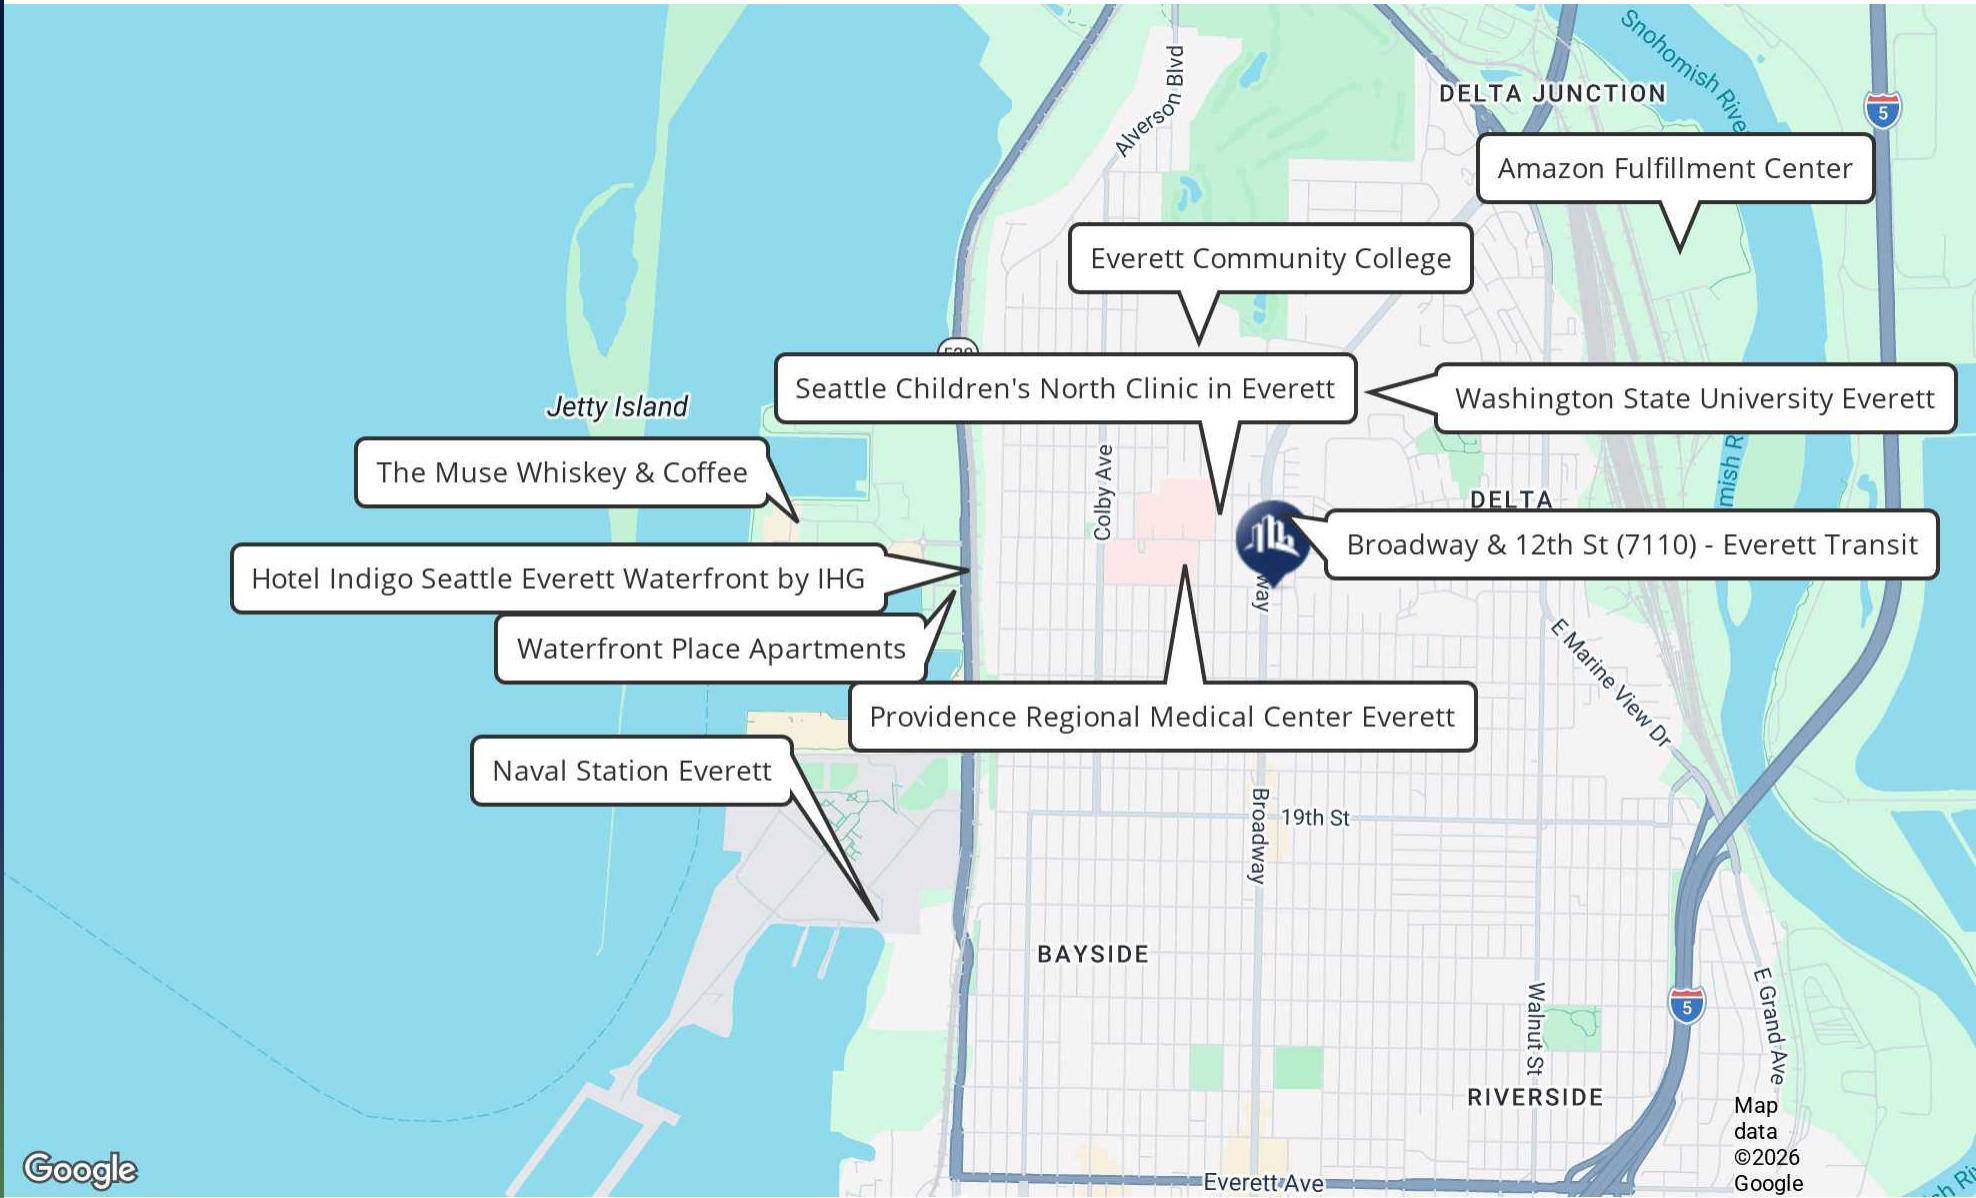 Snohomish River
Alverson Blvd
DELTA JUNCTION
5
Amazon Fulfillment Center
Everett Community College
Seattle Children's North Clinic in Everett
Washington State University Everett
Jetty Island
The Muse Whiskey & Coffee
Colby Ave
DELTA
Broadway & 12th St (7110) - Everett Transit
Hotel Indigo Seattle Everett Waterfront by IHG
Waterfront Place Apartments
E Marine View Dr
Providence Regional Medical Center Everett
Naval Station Everett
Broadway
19th St
BAYSIDE
Walnut St
5
E Grand Ave
RIVERSIDE
Map
data
©2026
Google
Google
Everett Ave